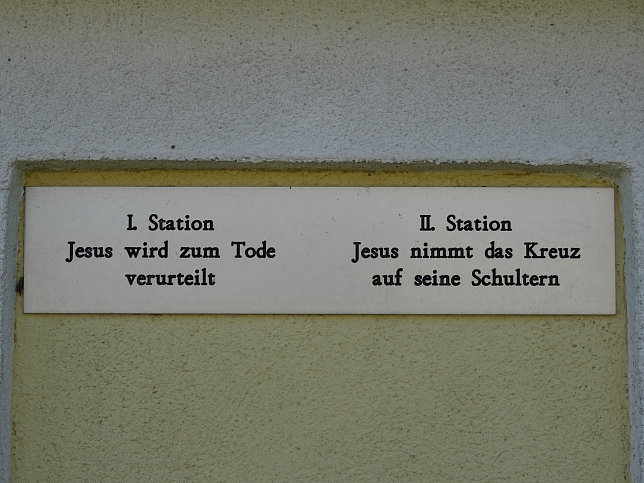 I. Station
Jesus wird zum Tode
verurteilt
II. Station
Jesus nimmt das Kreuz
auf seine Schultern